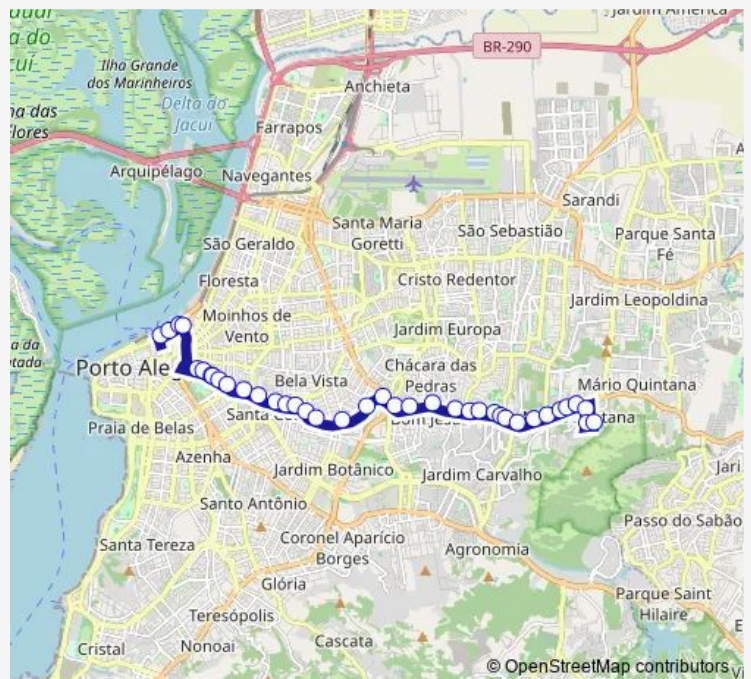 Jardim América
BR-290
Ilha Grande
dos Marinheiros
Anchieta
Delta do
Jacuí
Farrapos
Arquipélago
Navegantes
Sarandi
Santa Maria
Goretti
São Sebastião
Parque Santa
Fé
São Geraldo
Floresta
Cristo Redentor
Jardim Leopoldina
Moinhos de
Vento
Jardim Europa
Porto Aleg
Chácara das
Pedras
Bela Vista
Mário Quintana
Praia de Belas
Azenha
Jardim Botânico
Jardim Carvalho
Jari
Santo Antônio
Passo do Sabão
Coronel Aparício
Borges
Santa Tereza
Agronomia
Glória
Parque Saint
Hilaire
Teresópolis
Cascata
Cristal
Nonoai
© OpenStreetMap contributors